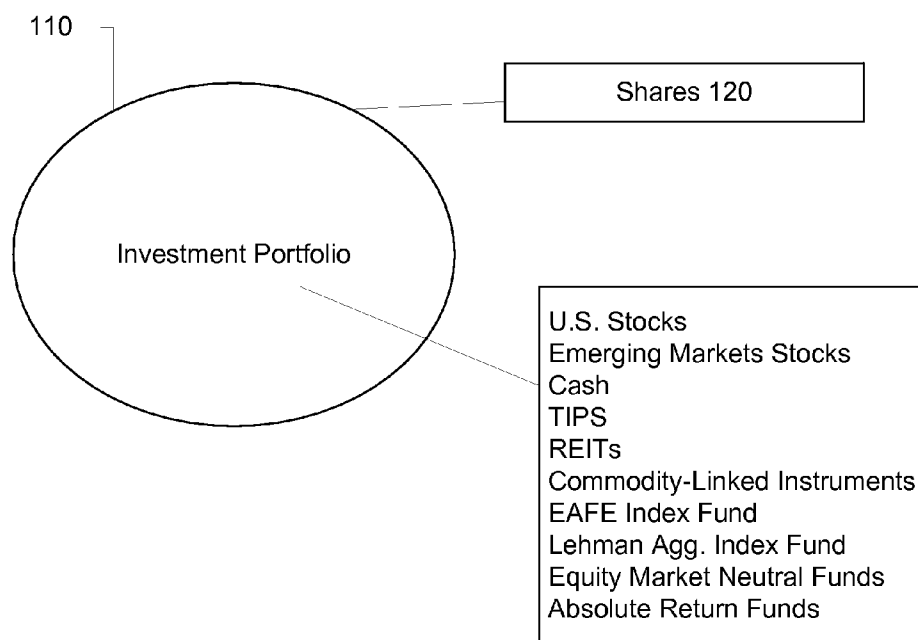 110
Shares 120
Investment Portfolio
U.S. Stocks
Emerging Markets Stocks
Cash
TIPS
REITs
Commodity-Linked Instruments
EAFE Index Fund
Lehman Agg. Index Fund
Equity Market Neutral Funds
Absolute Return Funds